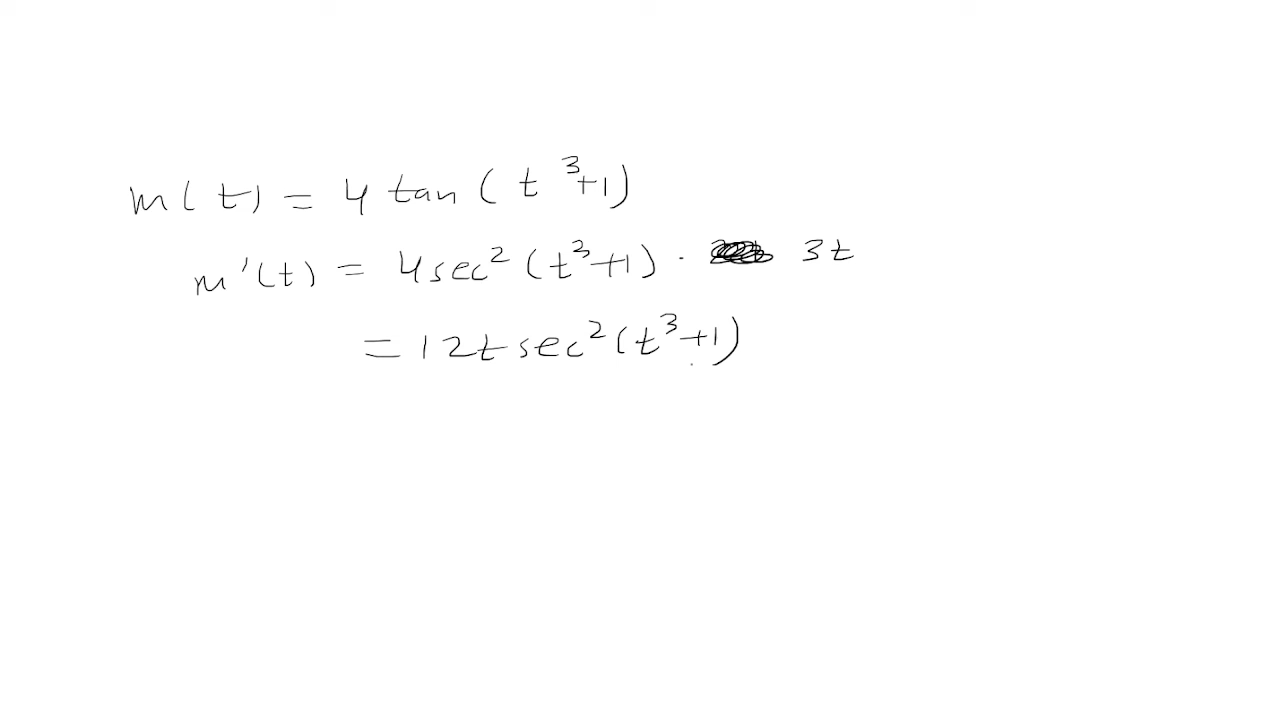 m(t) = 4 tan(t³+1)
m'(t) = 4sec²(t³+1) · 3t
= 12t sec²(t³+1)